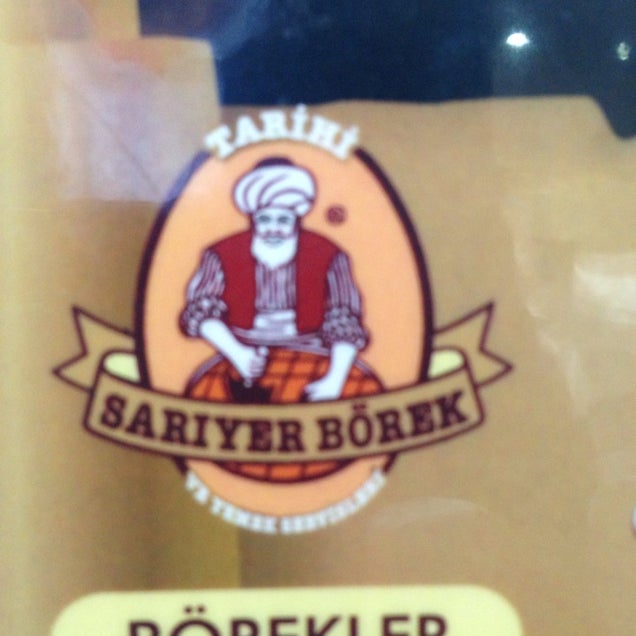 TARİHİ
®
SARIYER BÖREK
VE YEMEK SERVİSLERİ
BÖREKLER